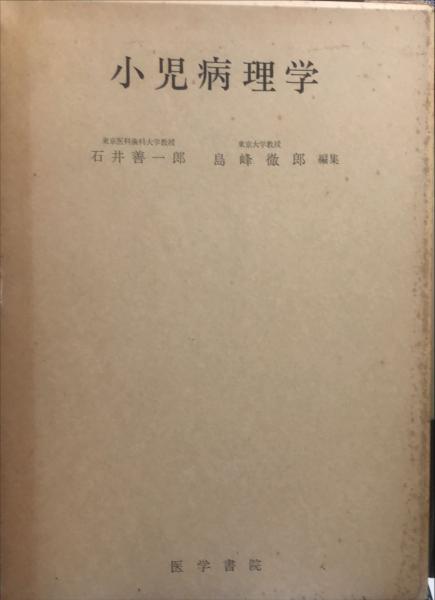 小児病理学
東京医科歯科大学教授 東京大学教授
石井善一郎 島峰徹郎 編集
医学書院